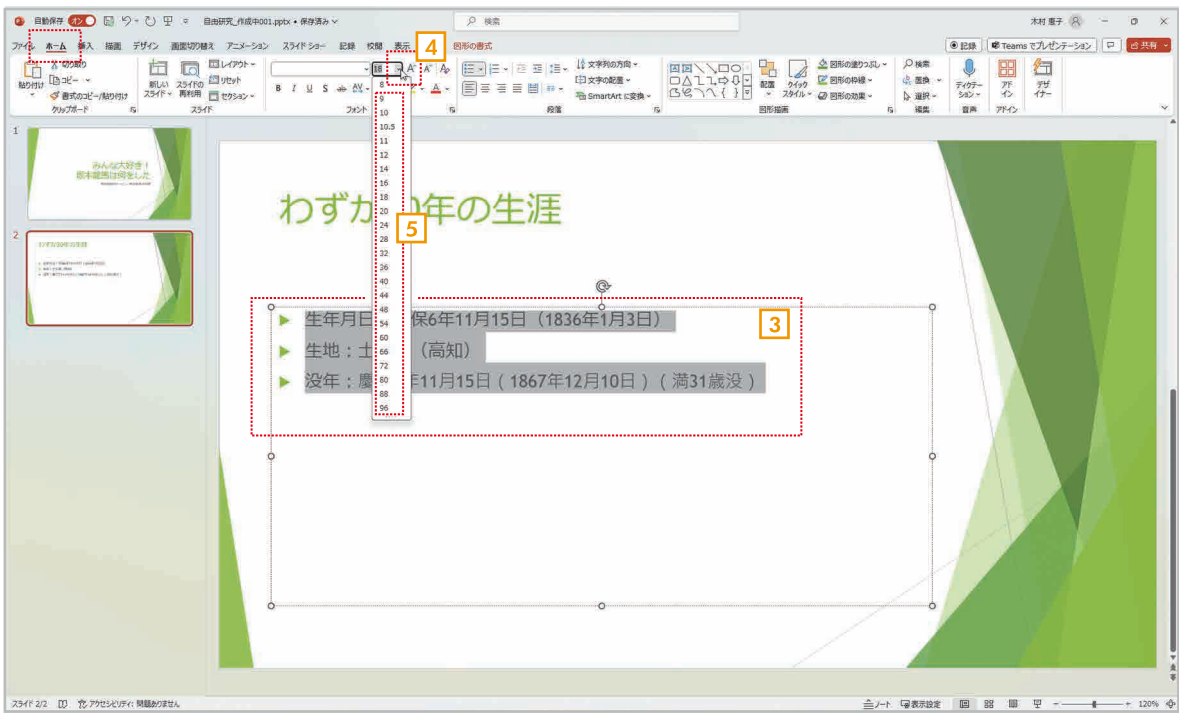 自動保存 オン 自由研究_作成中001.pptx • 保存済み 検索 木村 恵子
ファイル ホーム 挿入 描画 デザイン 画面切り替え アニメーション スライド ショー 記録 校閲 表示 図形の書式 記録 Teams でプレゼンテーション 共有
4
貼り付け 切り取り コピー 書式のコピー/貼り付け
新しい スライド スライドの 再利用 レイアウト リセット セクション
18 A A
B I U S ab AV A
文字列の方向 文字の配置 SmartArt に変換
配置 クイック スタイル 図形の塗りつぶし 図形の枠線 図形の効果
検索 置換 選択
ディクテーション アドイン デザイナー
クリップボード スライド フォント 段落 図形描画 編集 音声 アドイン
8
9
10
10.5
11
12
14
16
18
20
24
28
32
36
40
44
48
54
60
66
72
80
88
96
1
みんな大好き！
坂本龍馬は何をした
2
わずか 年の生涯
5
3
生年月日 保6年11月15日（1836年1月3日）
生地；土 （高知）
没年；慶 年11月15日（1867年12月10日）（満31歳没）
スライド 2/2 アクセシビリティ: 問題ありません ノート 表示設定 120%